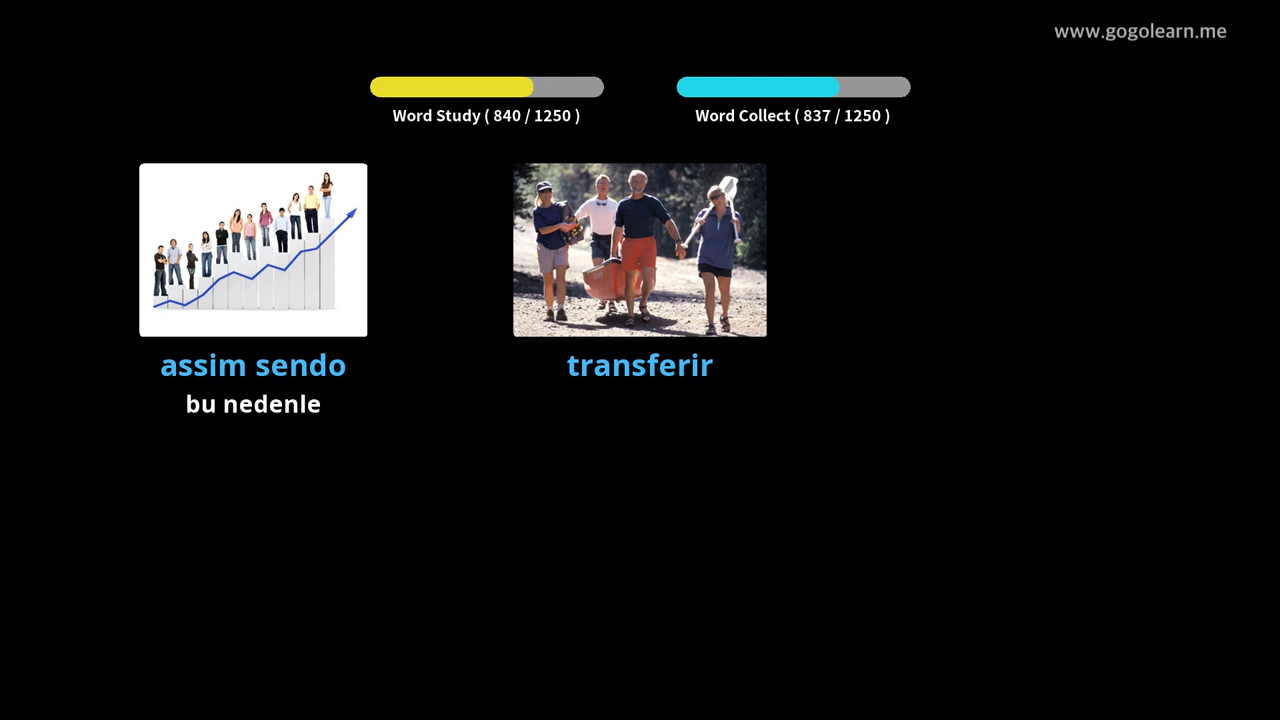 www.gogolearn.me
Word Study ( 840 / 1250 )
Word Collect ( 837 / 1250 )
assim sendo
bu nedenle
transferir